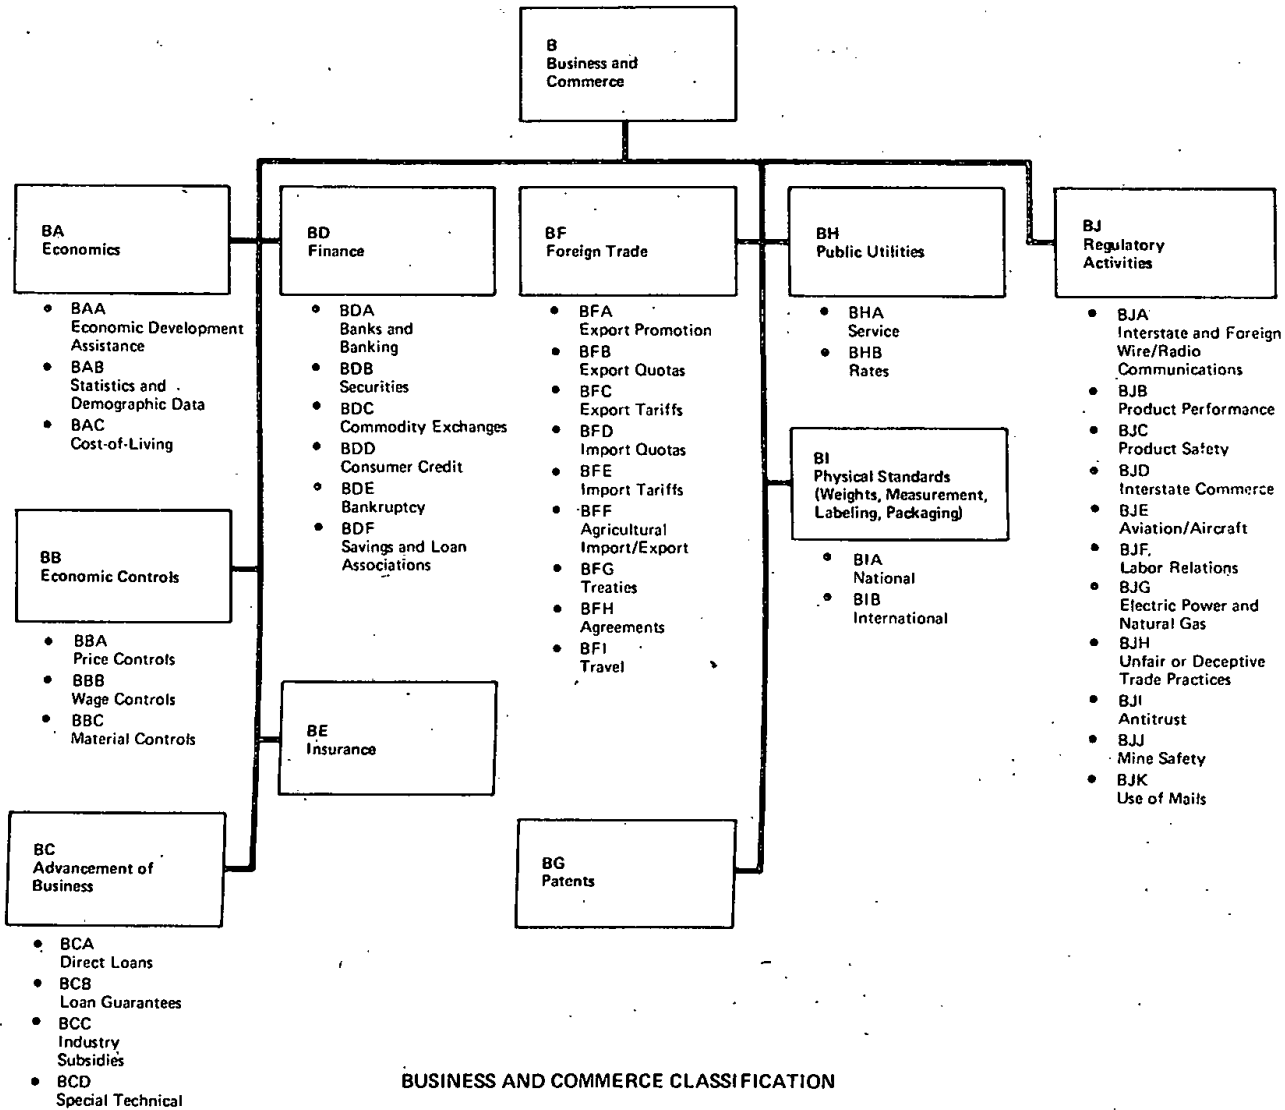 B
Business and
Commerce
BA
Economics
BAA
Economic Development
Assistance
BAB
Statistics and
Demographic Data
BAC
Cost-of-Living
BB
Economic Controls
BBA
Price Controls
BBB
Wage Controls
BBC
Material Controls
BC
Advancement of
Business
BCA
Direct Loans
BCB
Loan Guarantees
BCC
Industry
Subsidies
BCD
Special Technical
BD
Finance
BDA
Banks and
Banking
BDB
Securities
BDC
Commodity Exchanges
BDD
Consumer Credit
BDE
Bankruptcy
BDF
Savings and Loan
Associations
BE
Insurance
BF
Foreign Trade
BFA
Export Promotion
BFB
Export Quotas
BFC
Export Tariffs
BFD
Import Quotas
BFE
Import Tariffs
BFF
Agricultural
Import/Export
BFG
Treaties
BFH
Agreements
BFI
Travel
BG
Patents
BH
Public Utilities
BHA
Service
BHB
Rates
BI
Physical Standards
(Weights, Measurement,
Labeling, Packaging)
BIA
National
BIB
International
BJ
Regulatory
Activities
BJA
Interstate and Foreign
Wire/Radio
Communications
BJB
Product Performance
BJC
Product Safety
BJD
Interstate Commerce
BJE
Aviation/Aircraft
BJF
Labor Relations
BJG
Electric Power and
Natural Gas
BJH
Unfair or Deceptive
Trade Practices
BJI
Antitrust
BJJ
Mine Safety
BJK
Use of Mails
BUSINESS AND COMMERCE CLASSIFICATION